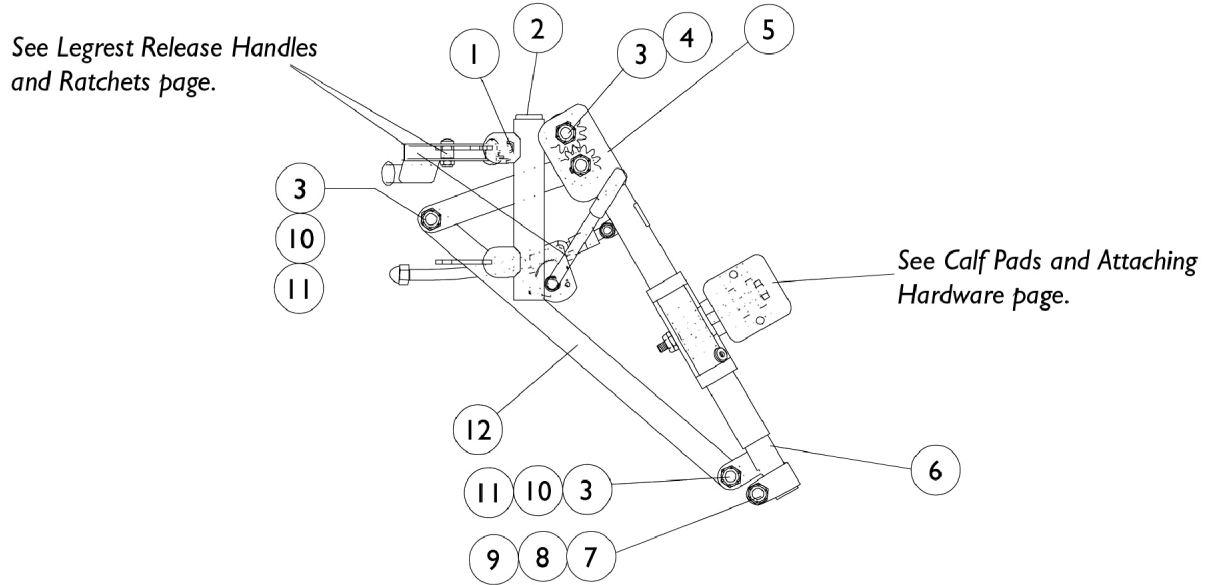 See Legrest Release Handles
and Ratchets page.
1
2
3
4
5
3
10
11
See Calf Pads and Attaching
Hardware page.
12
6
11 10 3
9 8 7